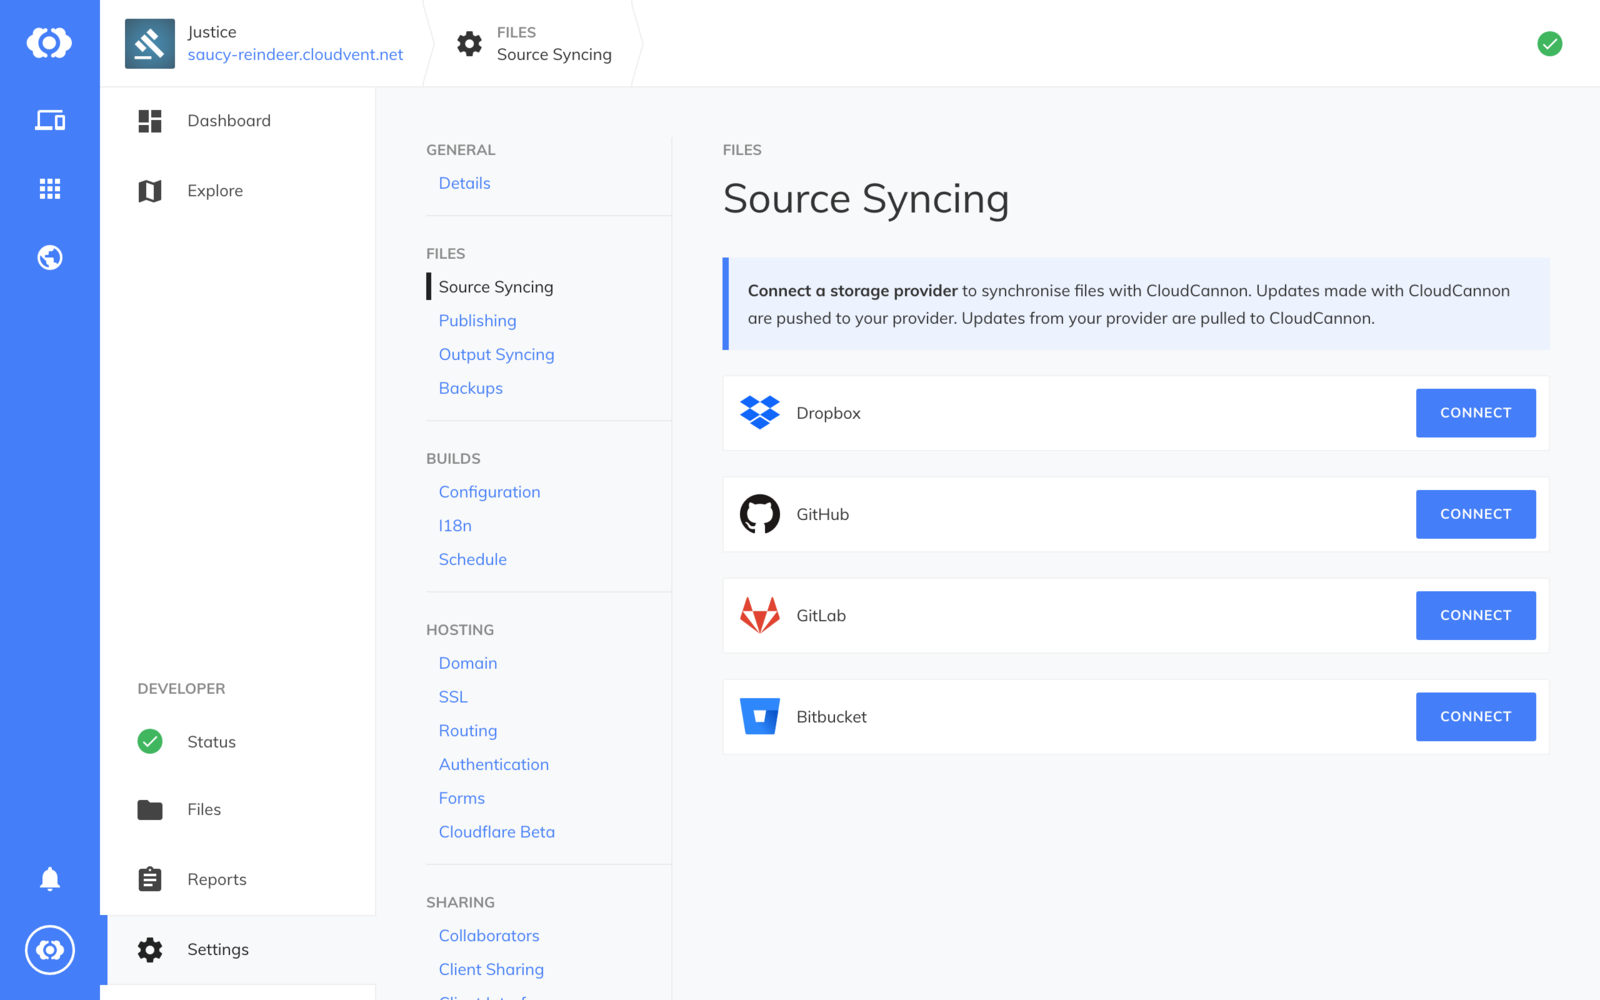 Justice
saucy-reindeer.cloudvent.net
FILES
Source Syncing
Dashboard
Explore
DEVELOPER
Status
Files
Reports
Settings
GENERAL
Details
FILES
Source Syncing
Publishing
Output Syncing
Backups
BUILDS
Configuration
I18n
Schedule
HOSTING
Domain
SSL
Routing
Authentication
Forms
Cloudflare Beta
SHARING
Collaborators
Client Sharing
FILES
Source Syncing
Connect a storage provider to synchronise files with CloudCannon. Updates made with CloudCannon
are pushed to your provider. Updates from your provider are pulled to CloudCannon.
Dropbox
CONNECT
GitHub
CONNECT
GitLab
CONNECT
Bitbucket
CONNECT